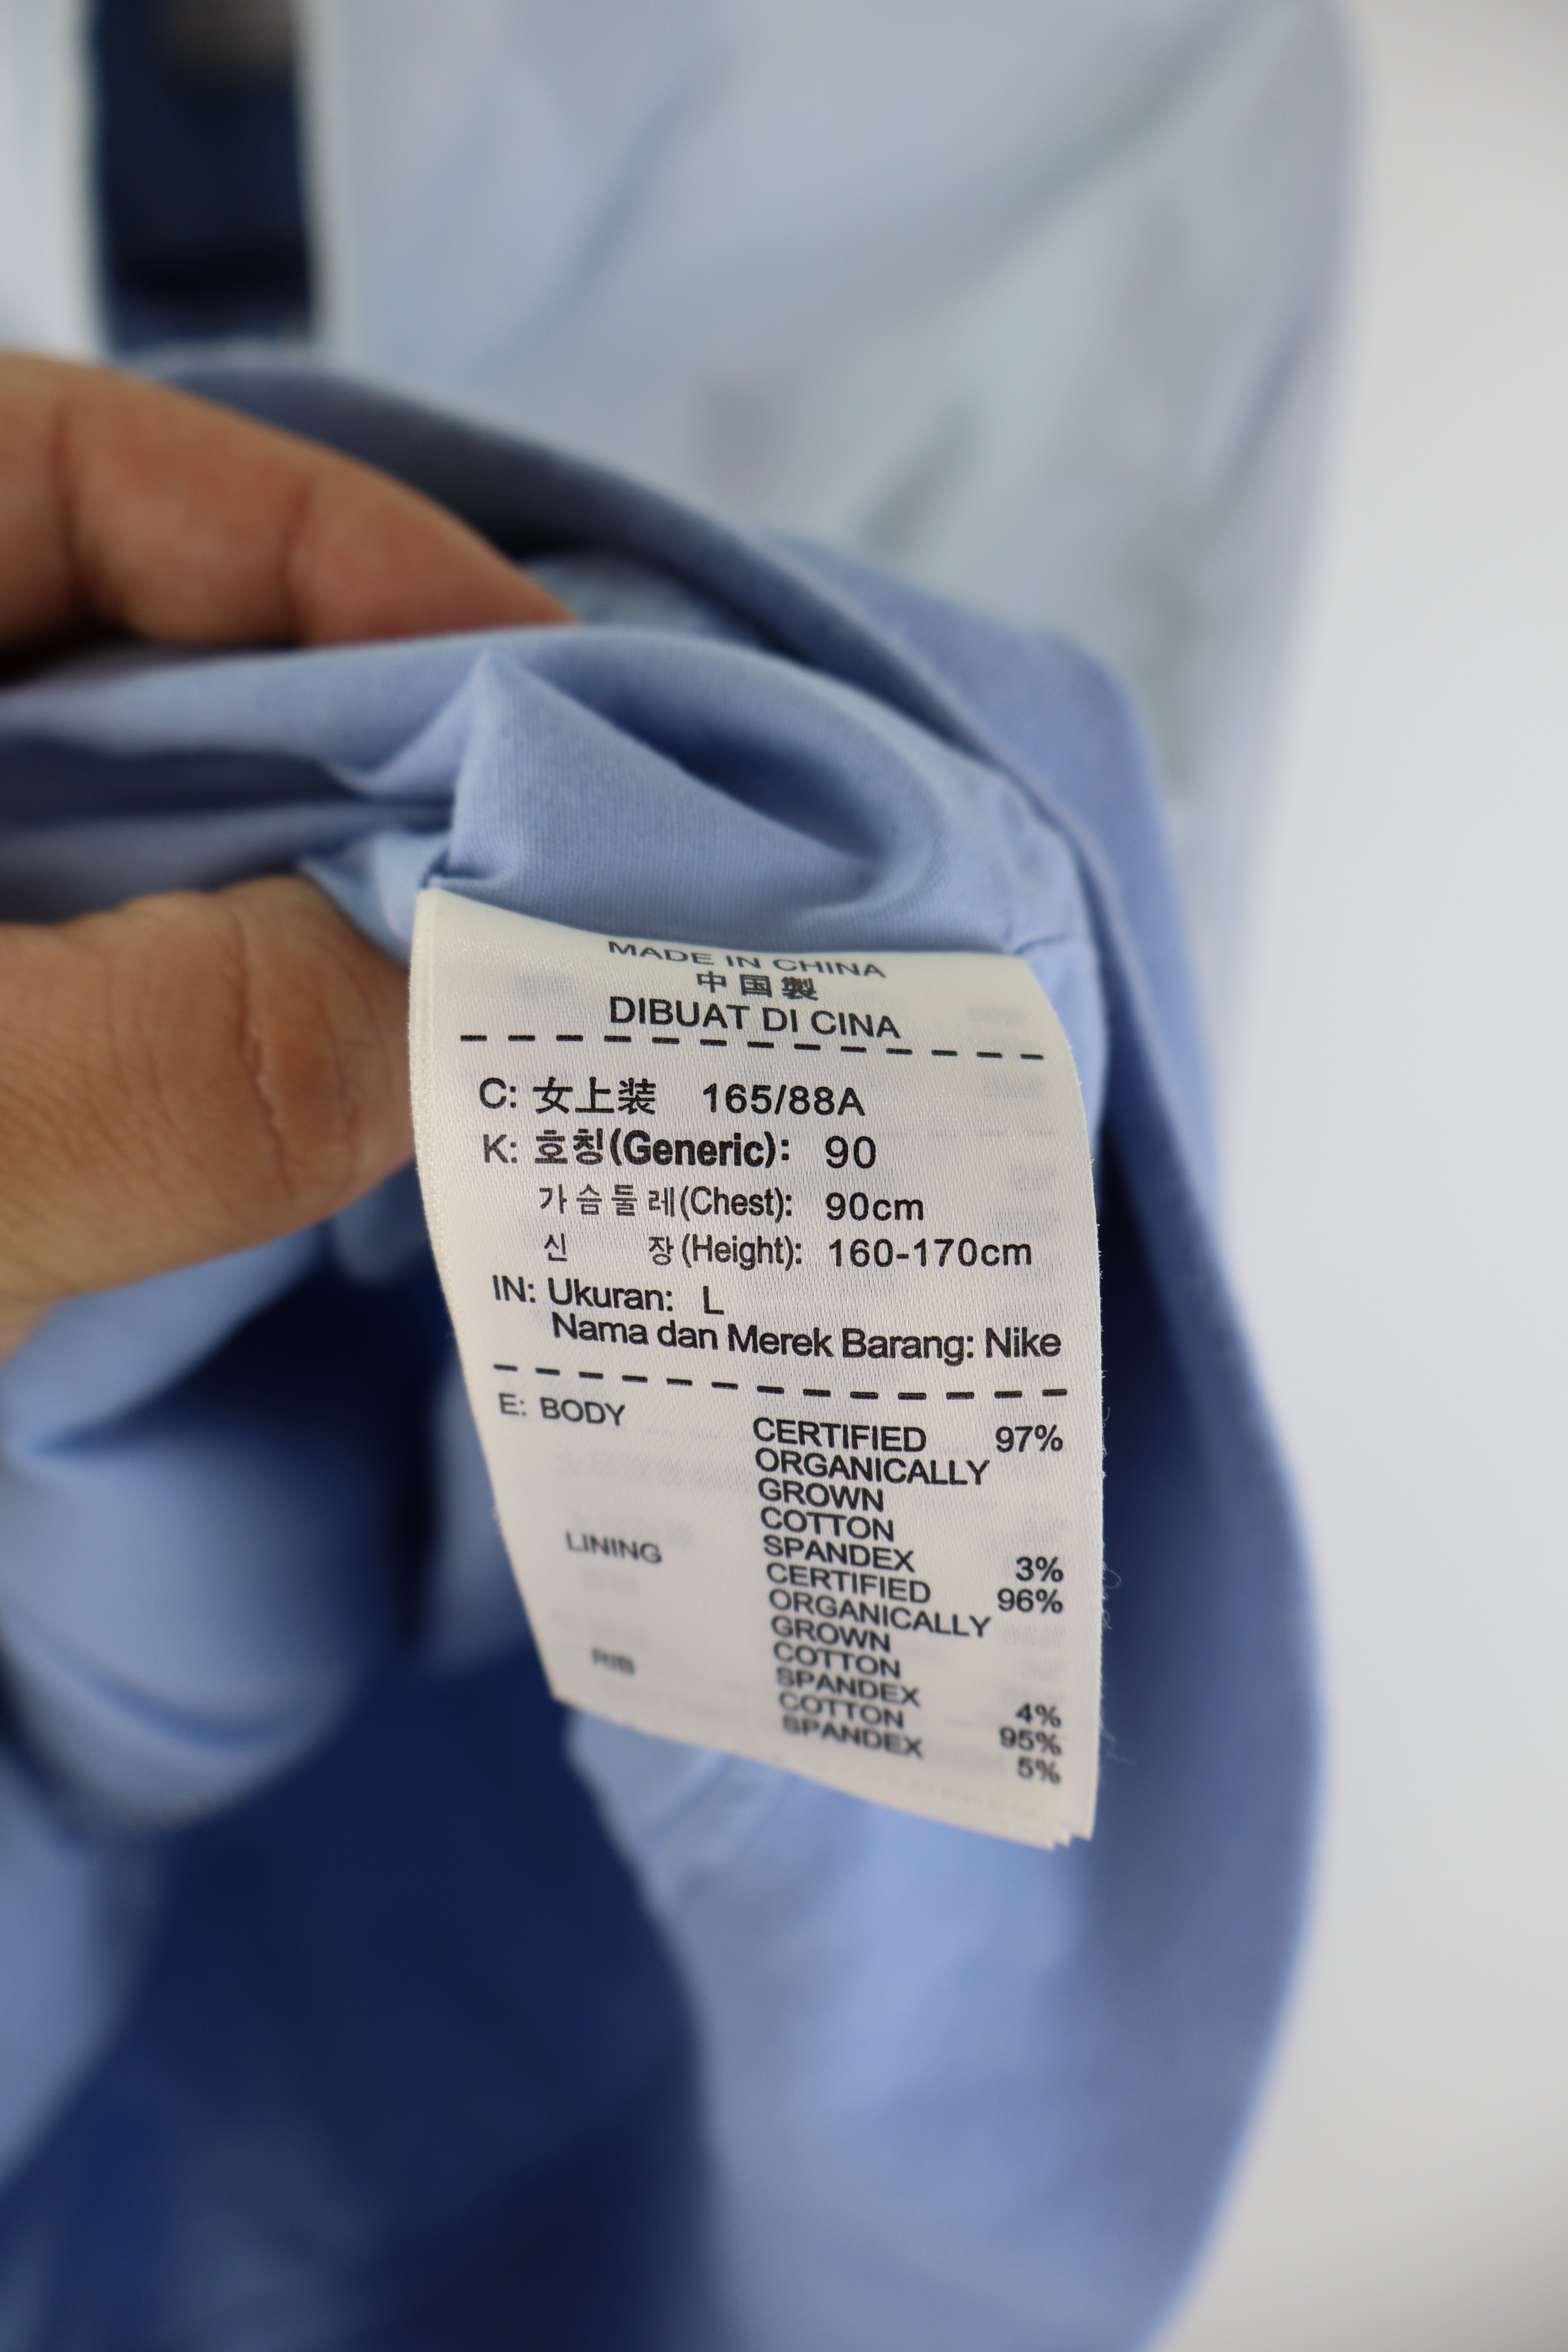 MADE IN CHINA
中国製
DIBUAT DI CINA
C: 女上装 165/88A
K: 호칭(Generic): 90
가슴둘레(Chest): 90cm
신 장(Height): 160-170cm
IN: Ukuran: L
Nama dan Merek Barang: Nike
E: BODY CERTIFIED 97%
ORGANICALLY
GROWN
COTTON
SPANDEX 3%
LINING CERTIFIED 96%
ORGANICALLY
GROWN
COTTON
SPANDEX 4%
RIB COTTON 95%
SPANDEX 5%